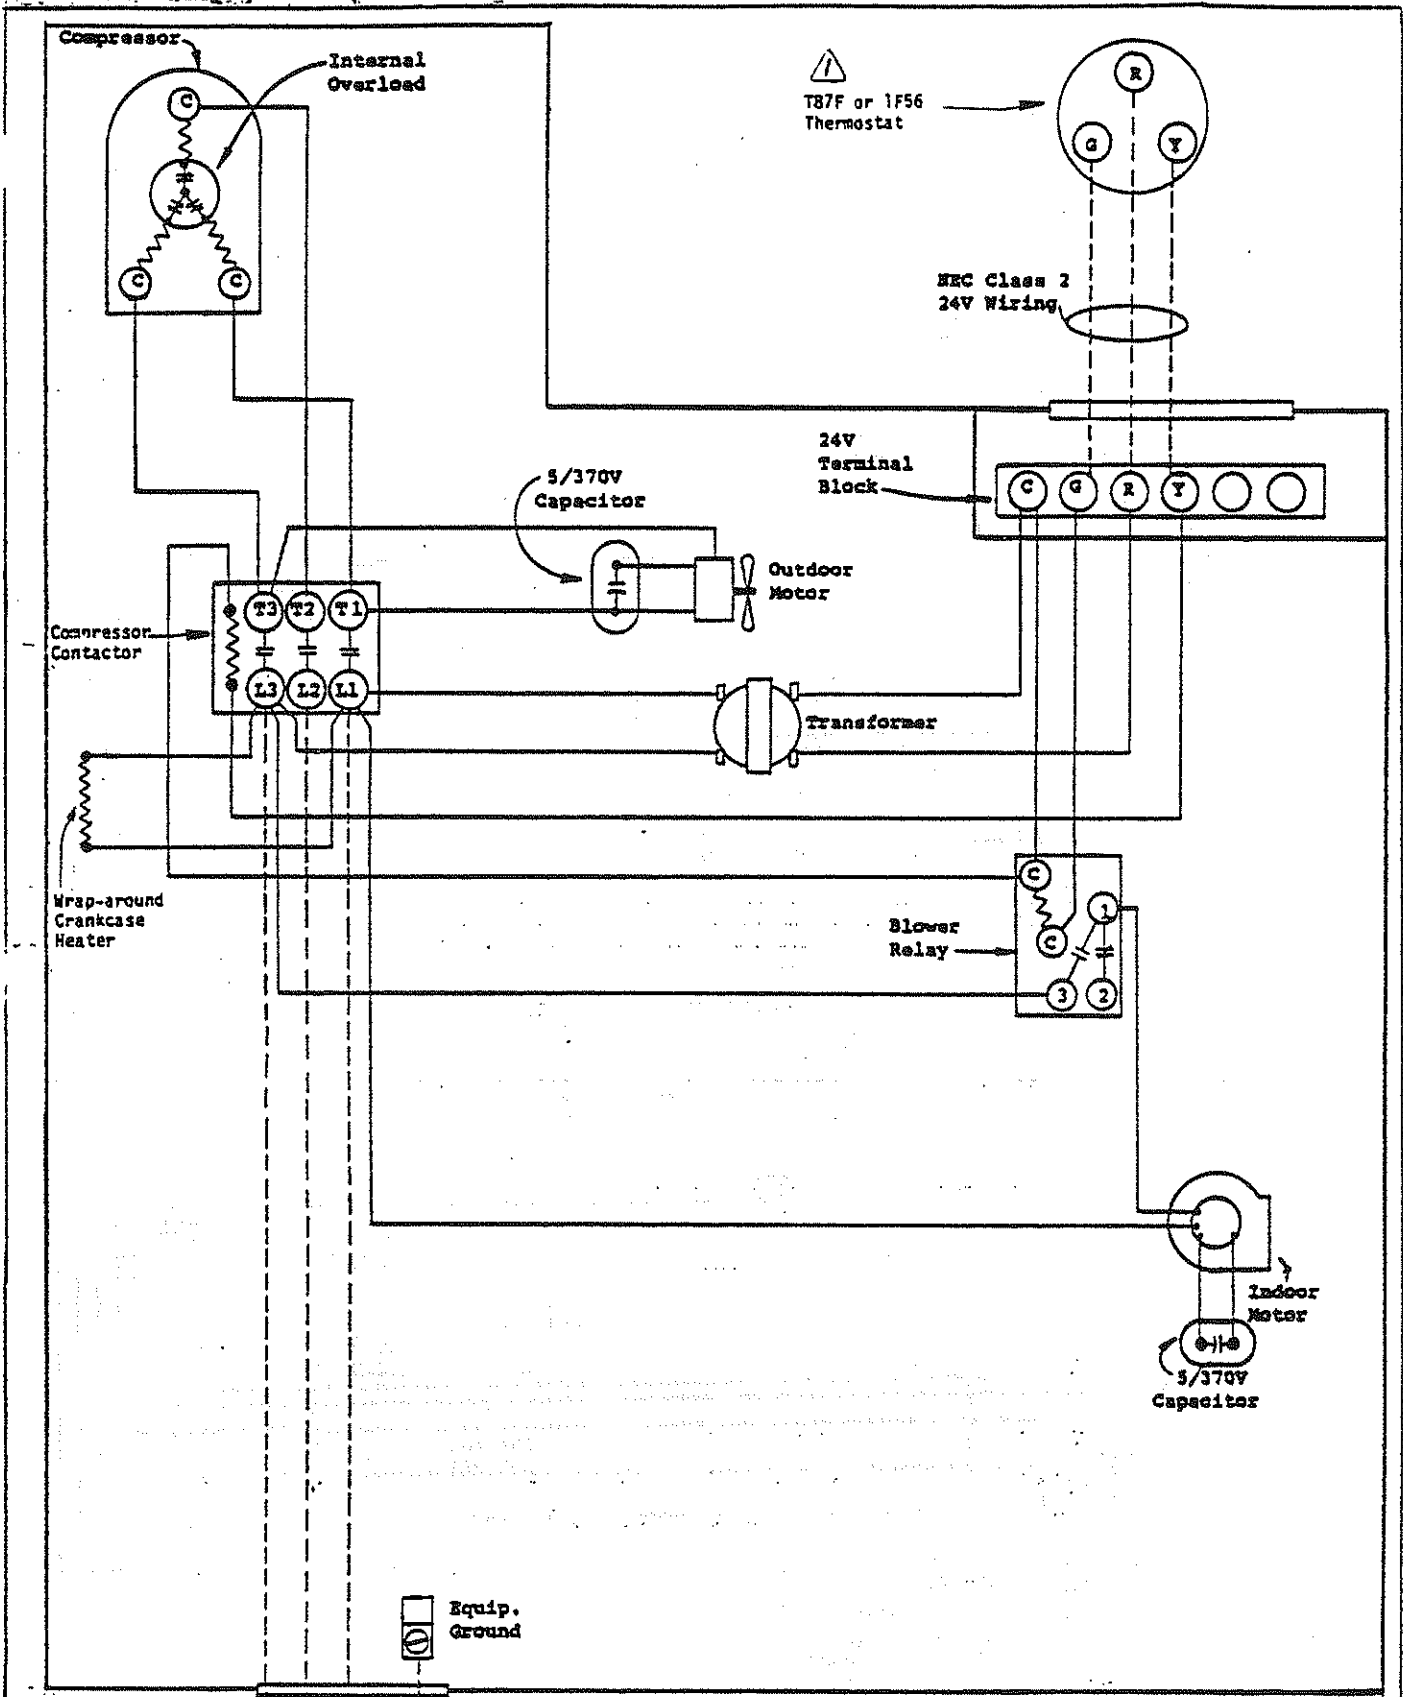 Compressor
Internal
Overload
C
C
C
1
T87F or 1F56
Thermostat
R
G
Y
NEC Class 2
24V Wiring
24V
Terminal
Block
C
G
R
Y
5/370V
Capacitor
Outdoor
Motor
Compressor
Contactor
T3
T2
T1
L3
L2
L1
Transformer
Wrap-around
Crankcase
Heater
Blower
Relay
C
C
1
3
2
Indoor
Motor
5/370V
Capacitor
Equip.
Ground